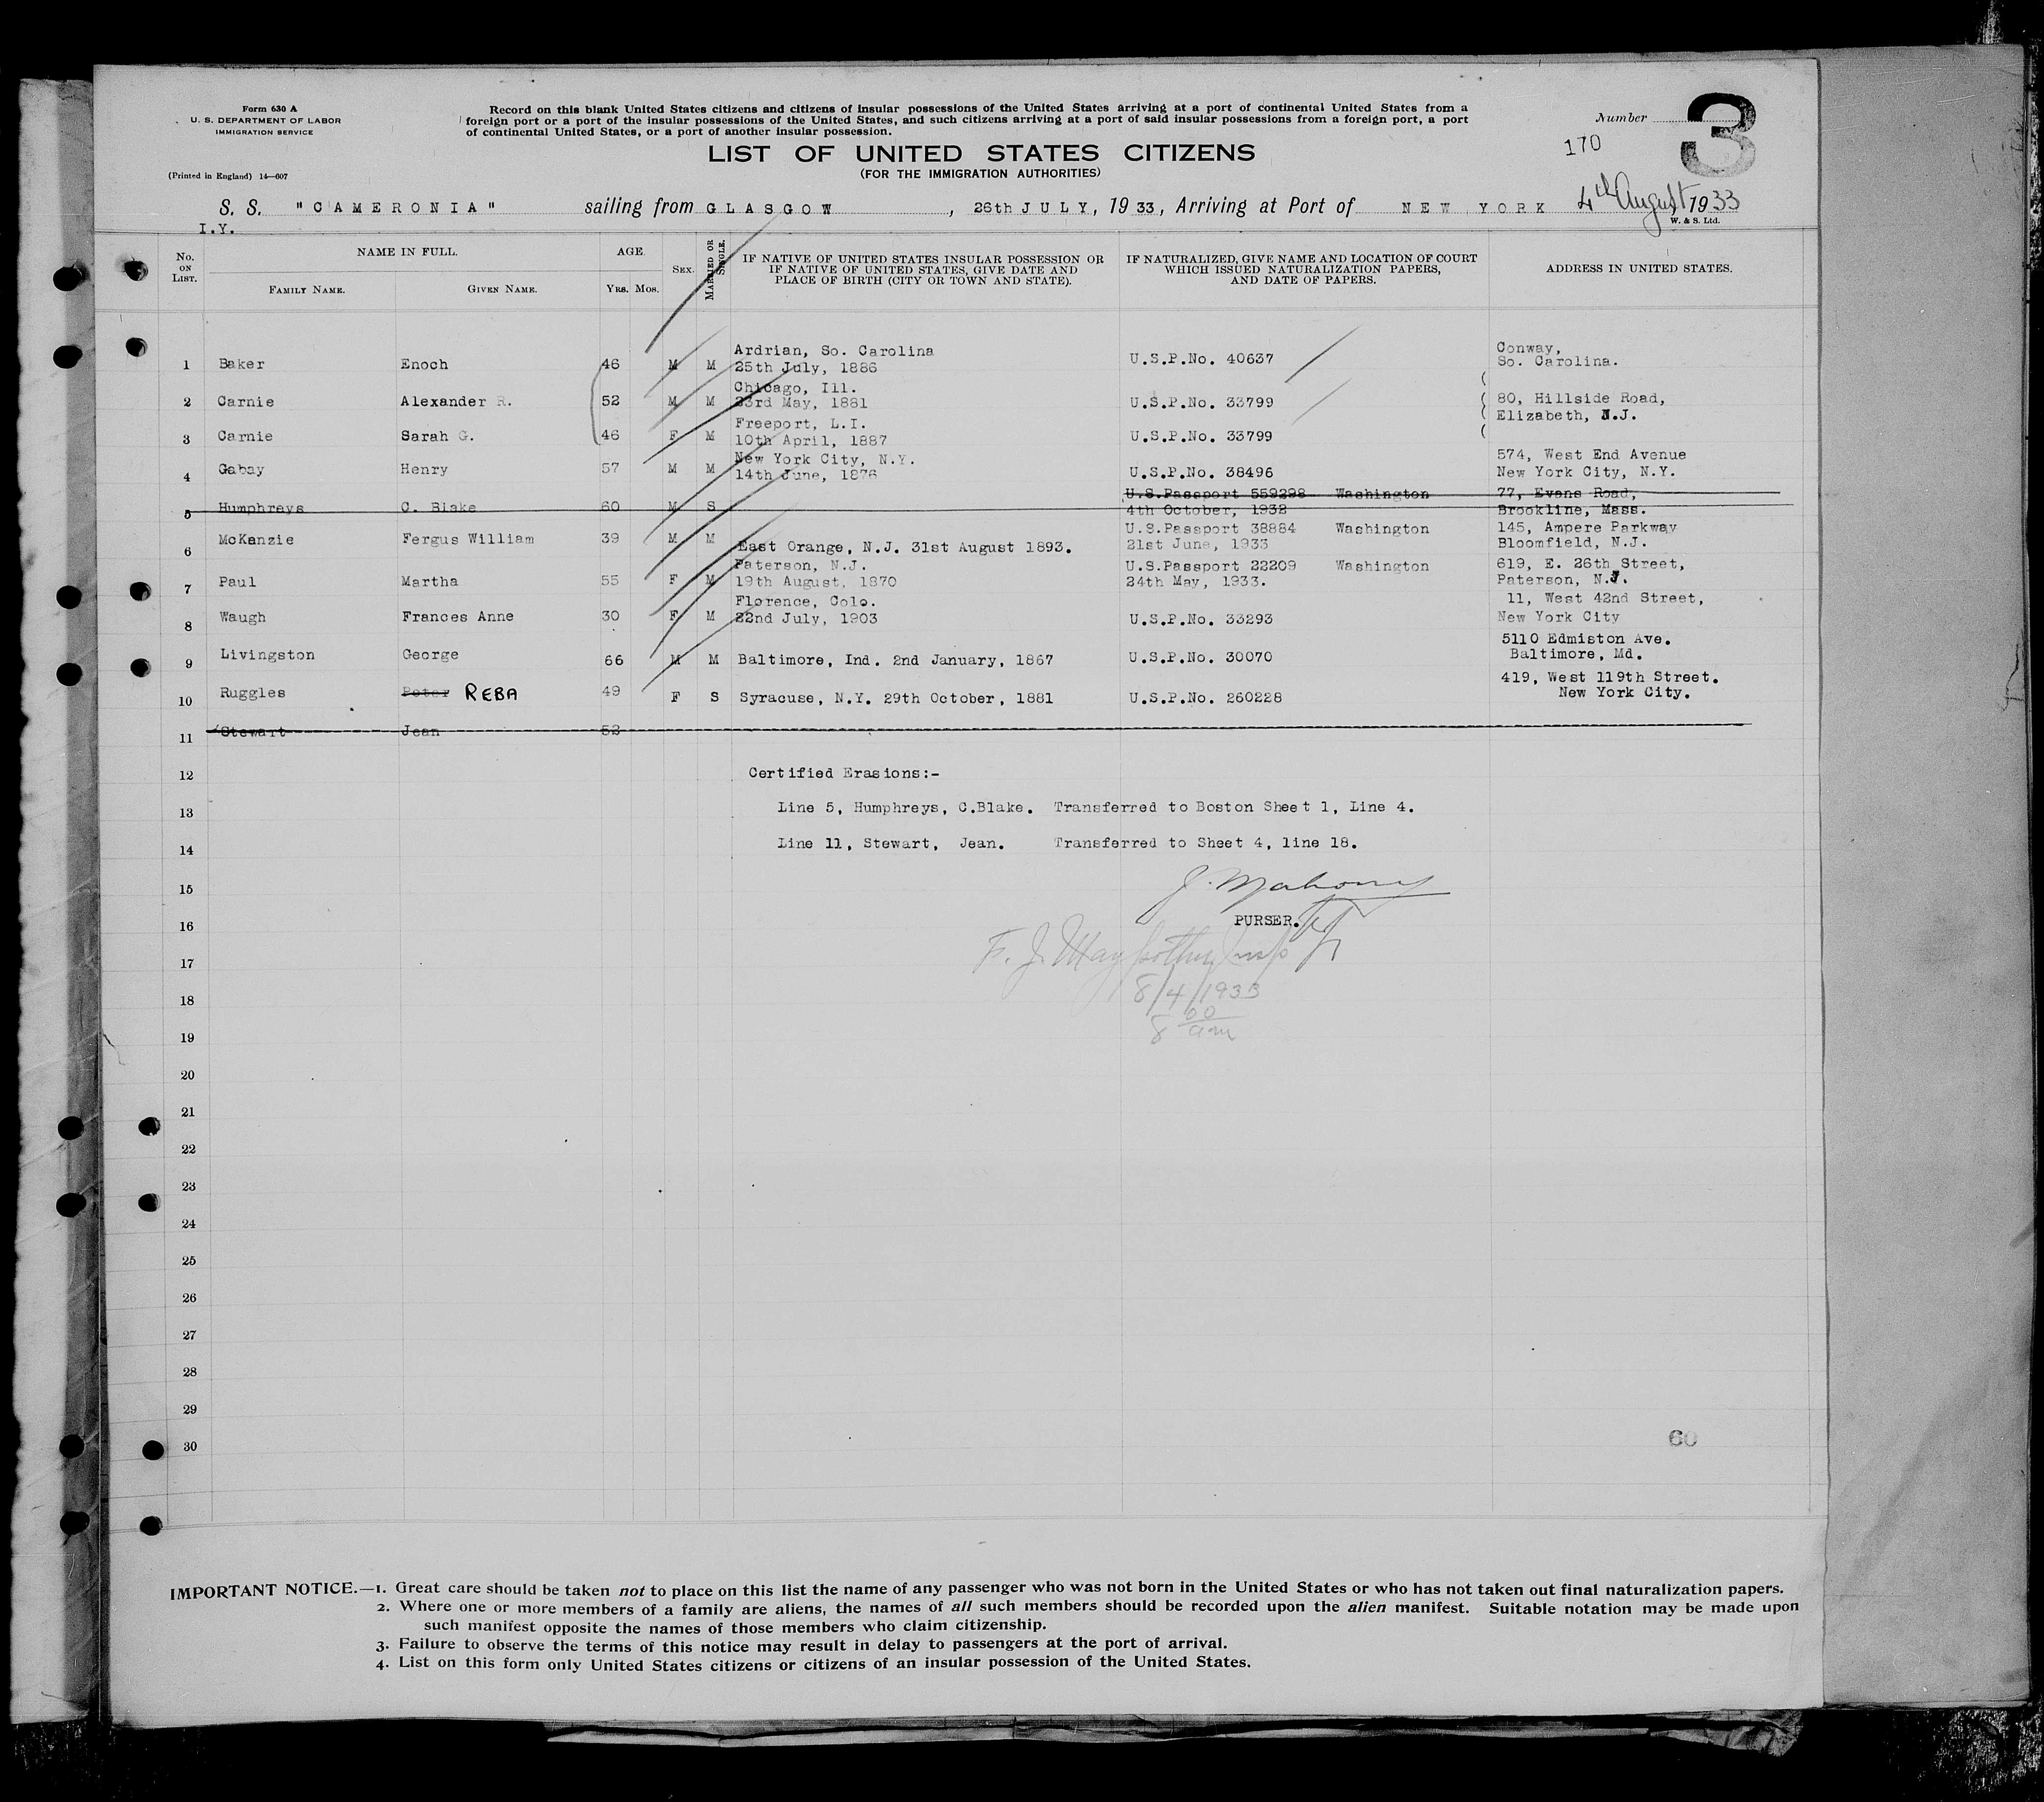 Form 630 A
U. S. DEPARTMENT OF LABOR
IMMIGRATION SERVICE
(Printed in England) 14—607
Record on this blank United States citizens and citizens of insular possessions of the United States arriving at a port of continental United States from a
foreign port or a port of the insular possessions of the United States, and such citizens arriving at a port of said insular possessions from a foreign port, a port
of continental United States, or a port of another insular possession.
LIST OF UNITED STATES CITIZENS
(FOR THE IMMIGRATION AUTHORITIES)
Number 3
170
S. S. "CAMERONIA" sailing from GLASGOW, 26th JULY, 1933, Arriving at Port of NEW YORK 4th August 1933
I.Y.
W. & S. Ltd.
No. ON LIST. NAME IN FULL. AGE. SEX. MARRIED OR SINGLE. IF NATIVE OF UNITED STATES INSULAR POSSESSION OR IF NATIVE OF UNITED STATES, GIVE DATE AND PLACE OF BIRTH (CITY OR TOWN AND STATE). IF NATURALIZED, GIVE NAME AND LOCATION OF COURT WHICH ISSUED NATURALIZATION PAPERS, AND DATE OF PAPERS. ADDRESS IN UNITED STATES.
FAMILY NAME. GIVEN NAME. YRS. MOS.
1 Baker Enoch 46 M M Ardrian, So. Carolina 25th July, 1886 U.S.P.No. 40637 Conway, So. Carolina.
2 Carnie Alexander R. 52 M M Chicago, Ill. 23rd May, 1881 U.S.P.No. 33799 80, Hillside Road, Elizabeth, N.J.
3 Carnie Sarah G. 46 F M Freeport, L.I. 10th April, 1887 U.S.P.No. 33799
4 Gabay Henry 57 M M New York City, N.Y. 14th June, 1876 U.S.P.No. 38496 574, West End Avenue New York City, N.Y.
5 Humphreys C. Blake 60 M S U.S.Passport 559298 Washington 4th October, 1932 77, Evans Road, Brookline, Mass.
6 McKanzie Fergus William 39 M M East Orange, N.J. 31st August 1893. U.S.Passport 38884 Washington 21st June, 1933 145, Ampere Parkway Bloomfield, N.J.
7 Paul Martha 55 F M Paterson, N.J. 19th August, 1870 U.S.Passport 22209 Washington 24th May, 1933. 619, E. 26th Street, Paterson, N.J.
8 Waugh Frances Anne 30 F M Florence, Colo. 22nd July, 1903 U.S.P.No. 33293 11, West 42nd Street, New York City
9 Livingston George 66 M M Baltimore, Ind. 2nd January, 1867 U.S.P.No. 30070 5110 Edmiston Ave. Baltimore, Md.
10 Ruggles Peter REBA 49 F S Syracuse, N.Y. 29th October, 1881 U.S.P.No. 260228 419, West 119th Street. New York City.
11 Stewart Jean 52
12 Certified Erasions:-
13 Line 5, Humphreys, C.Blake. Transferred to Boston Sheet 1, Line 4.
14 Line 11, Stewart, Jean. Transferred to Sheet 4, line 18.
15 J. Mahony
16 PURSER.
17 F. J.
18 8/4/1933
19 8 00 am
20
21
22
23
24
25
26
27
28
29
30
60
IMPORTANT NOTICE.—1. Great care should be taken not to place on this list the name of any passenger who was not born in the United States or who has not taken out final naturalization papers.
2. Where one or more members of a family are aliens, the names of all such members should be recorded upon the alien manifest. Suitable notation may be made upon
such manifest opposite the names of those members who claim citizenship.
3. Failure to observe the terms of this notice may result in delay to passengers at the port of arrival.
4. List on this form only United States citizens or citizens of an insular possession of the United States.